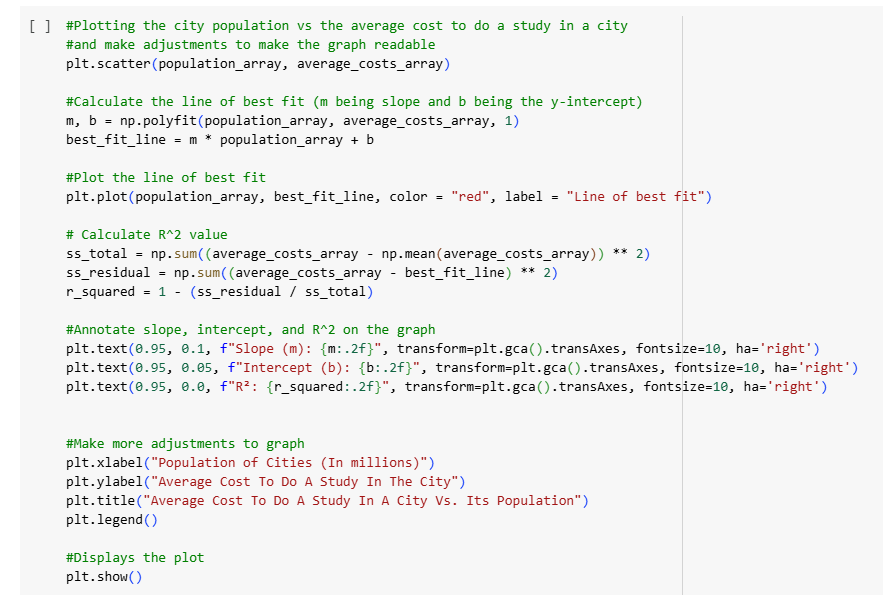 [ ] #Plotting the city population vs the average cost to do a study in a city
#and make adjustments to make the graph readable
plt.scatter(population_array, average_costs_array)
#Calculate the line of best fit (m being slope and b being the y-intercept)
m, b = np.polyfit(population_array, average_costs_array, 1)
best_fit_line = m * population_array + b
#Plot the line of best fit
plt.plot(population_array, best_fit_line, color = "red", label = "Line of best fit")
# Calculate R^2 value
ss_total = np.sum((average_costs_array - np.mean(average_costs_array)) ** 2)
ss_residual = np.sum((average_costs_array - best_fit_line) ** 2)
r_squared = 1 - (ss_residual / ss_total)
#Annotate slope, intercept, and R^2 on the graph
plt.text(0.95, 0.1, f"Slope (m): {m:.2f}", transform=plt.gca().transAxes, fontsize=10, ha='right')
plt.text(0.95, 0.05, f"Intercept (b): {b:.2f}", transform=plt.gca().transAxes, fontsize=10, ha='right')
plt.text(0.95, 0.0, f"R²: {r_squared:.2f}", transform=plt.gca().transAxes, fontsize=10, ha='right')
#Make more adjustments to graph
plt.xlabel("Population of Cities (In millions)")
plt.ylabel("Average Cost To Do A Study In The City")
plt.title("Average Cost To Do A Study In A City Vs. Its Population")
plt.legend()
#Displays the plot
plt.show()